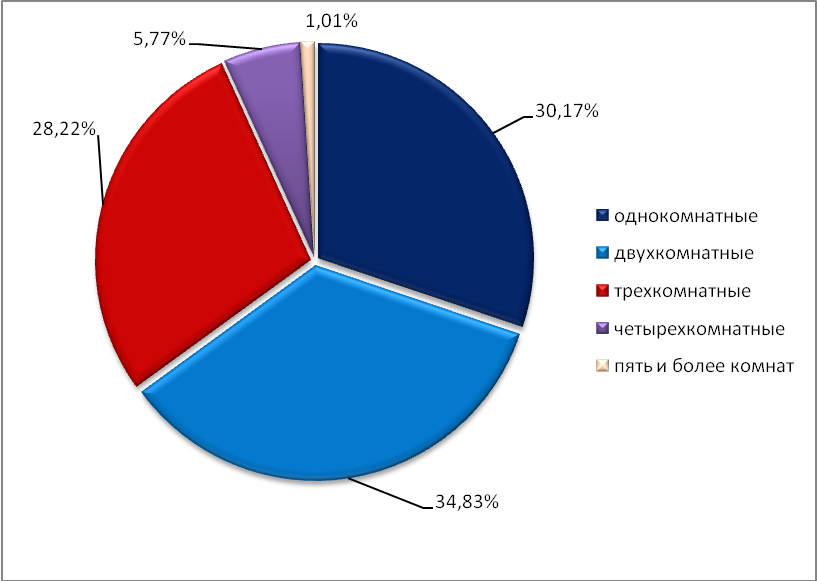 1,01%
5,77%
30,17%
28,22%
34,83%
однокомнатные
двухкомнатные
трехкомнатные
четырехкомнатные
пять и более комнат